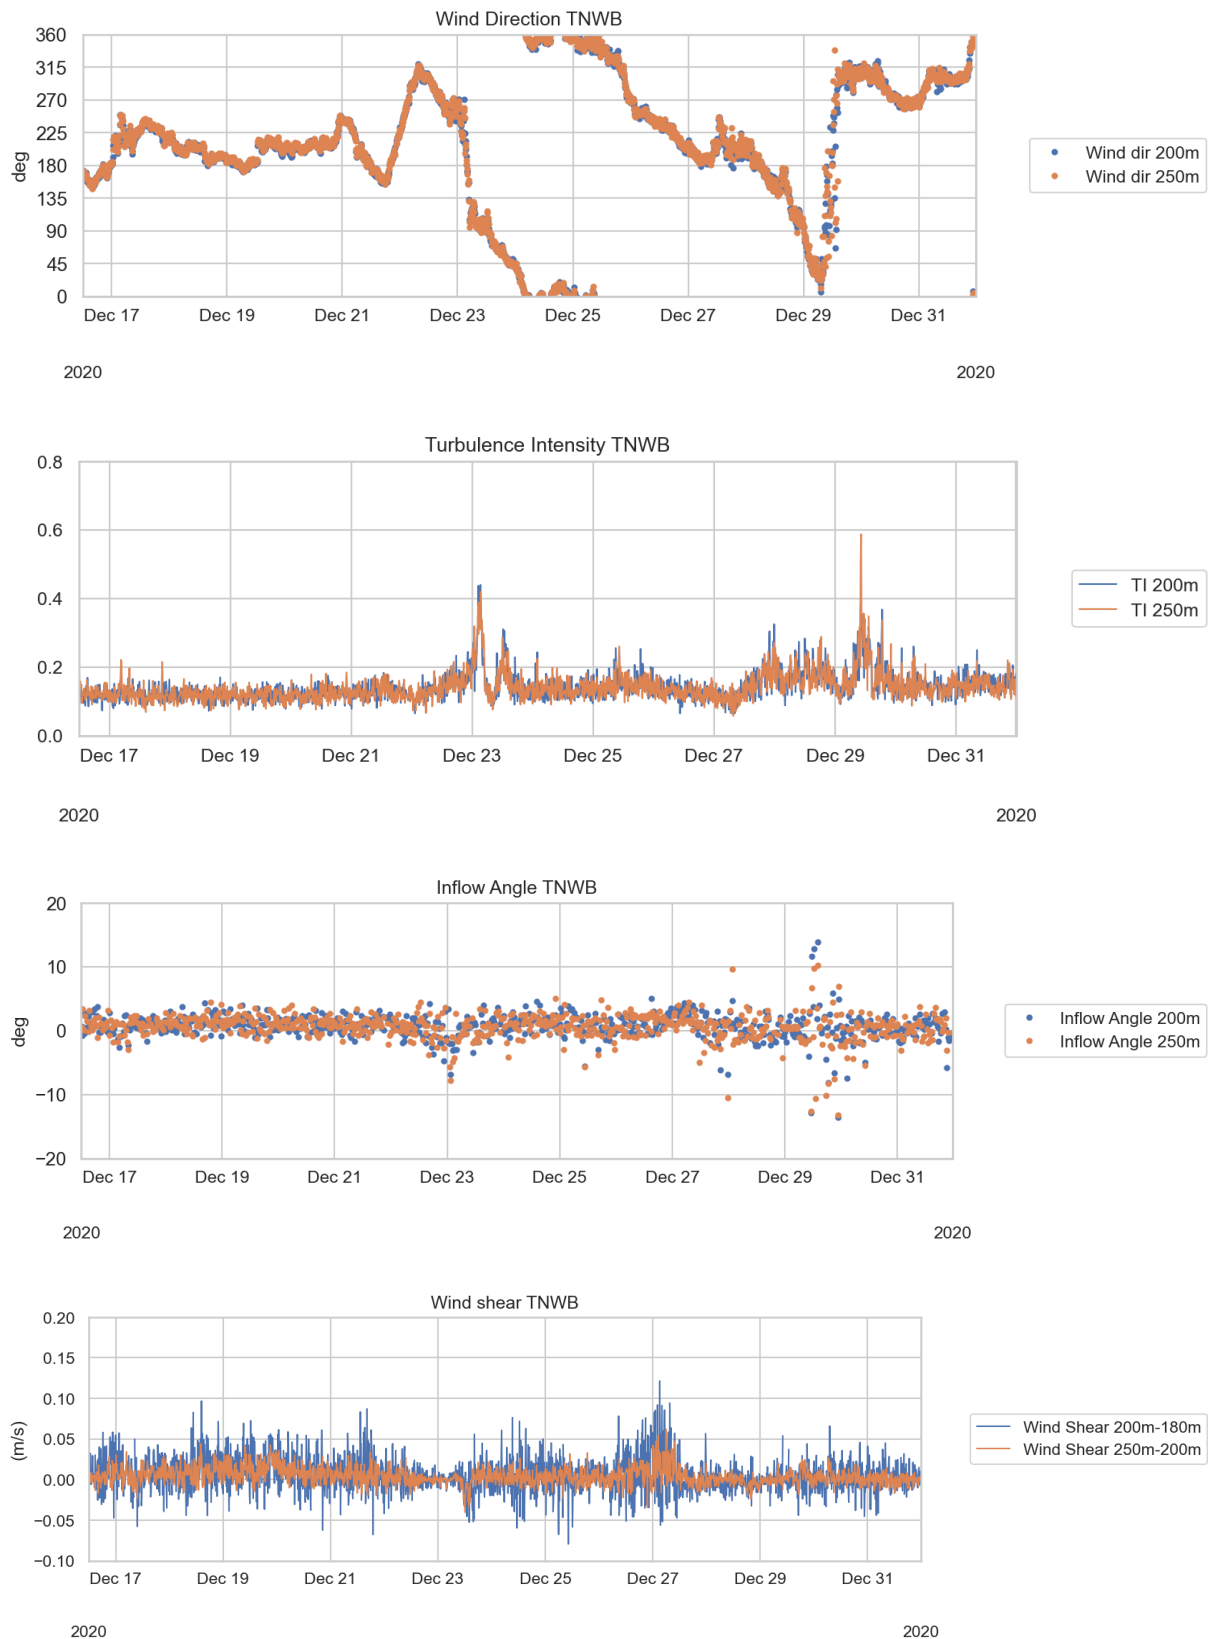 Wind Direction TNWB
360
315
270
225
180
135
90
45
0
deg
Dec 17 Dec 19 Dec 21 Dec 23 Dec 25 Dec 27 Dec 29 Dec 31
2020 2020
Wind dir 200m
Wind dir 250m
Turbulence Intensity TNWB
0.8
0.6
0.4
0.2
0.0
Dec 17 Dec 19 Dec 21 Dec 23 Dec 25 Dec 27 Dec 29 Dec 31
2020 2020
TI 200m
TI 250m
Inflow Angle TNWB
20
10
0
−10
−20
deg
Dec 17 Dec 19 Dec 21 Dec 23 Dec 25 Dec 27 Dec 29 Dec 31
2020 2020
Inflow Angle 200m
Inflow Angle 250m
Wind shear TNWB
0.20
0.15
0.10
0.05
0.00
−0.05
−0.10
(m/s)
Dec 17 Dec 19 Dec 21 Dec 23 Dec 25 Dec 27 Dec 29 Dec 31
2020 2020
Wind Shear 200m-180m
Wind Shear 250m-200m